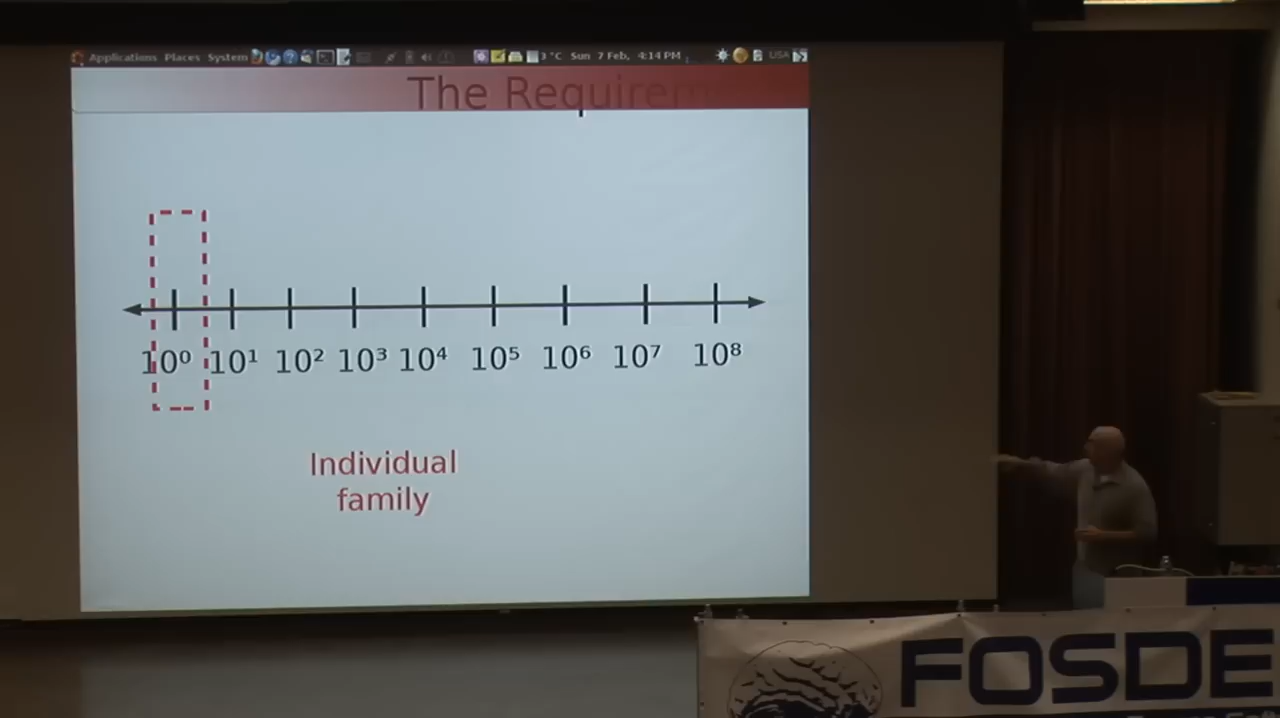 Applications Places System 3 °C Sun 7 Feb, 4:14 PM USA
The Requirem
10⁰ 10¹ 10² 10³ 10⁴ 10⁵ 10⁶ 10⁷ 10⁸
Individual
family
FOSDE